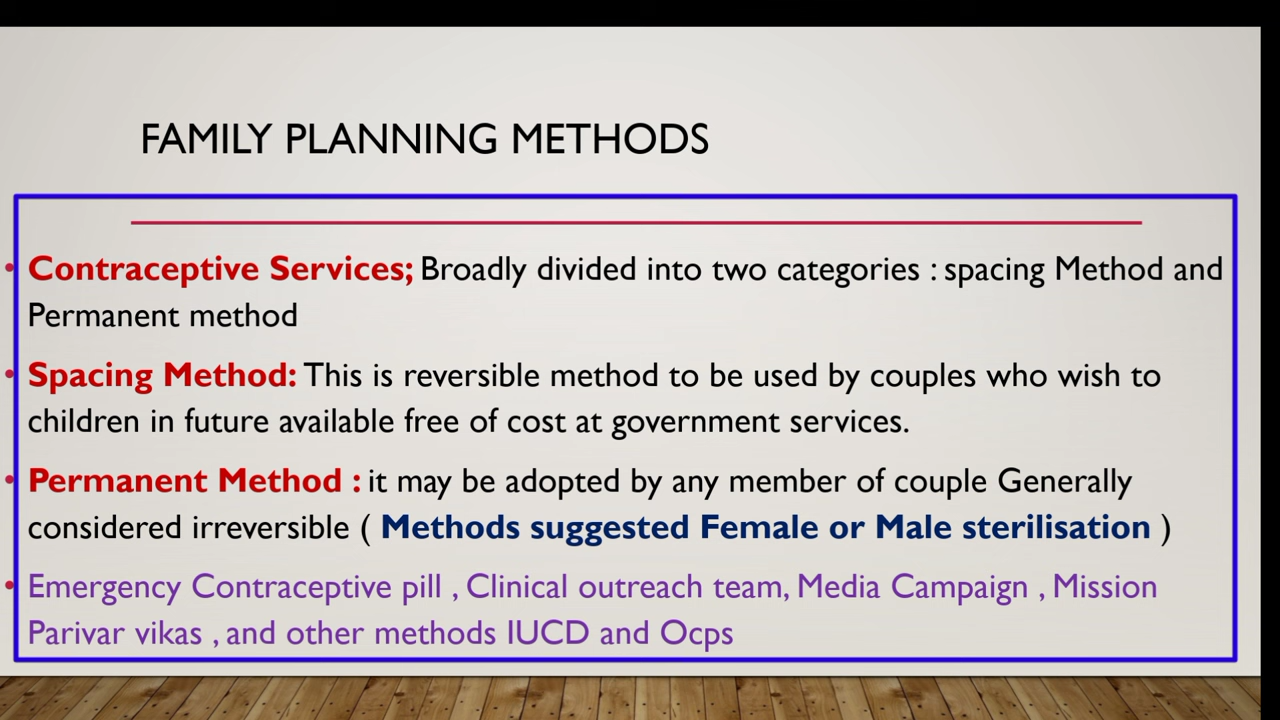 FAMILY PLANNING METHODS
• Contraceptive Services; Broadly divided into two categories : spacing Method and
Permanent method
• Spacing Method: This is reversible method to be used by couples who wish to
children in future available free of cost at government services.
• Permanent Method : it may be adopted by any member of couple Generally
considered irreversible ( Methods suggested Female or Male sterilisation )
• Emergency Contraceptive pill , Clinical outreach team, Media Campaign , Mission
Parivar vikas , and other methods IUCD and Ocps